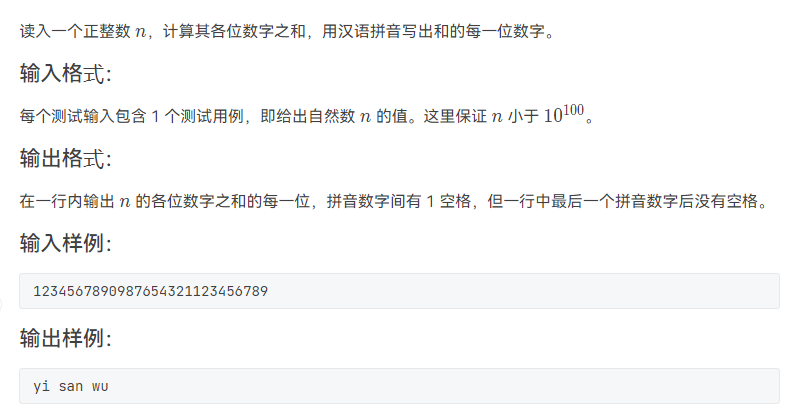 读入一个正整数 n，计算其各位数字之和，用汉语拼音写出和的每一位数字。
输入格式：
每个测试输入包含 1 个测试用例，即给出自然数 n 的值。这里保证 n 小于 10^100。
输出格式：
在一行内输出 n 的各位数字之和的每一位，拼音数字间有 1 空格，但一行中最后一个拼音数字后没有空格。
输入样例：
1234567890987654321123456789
输出样例：
yi san wu